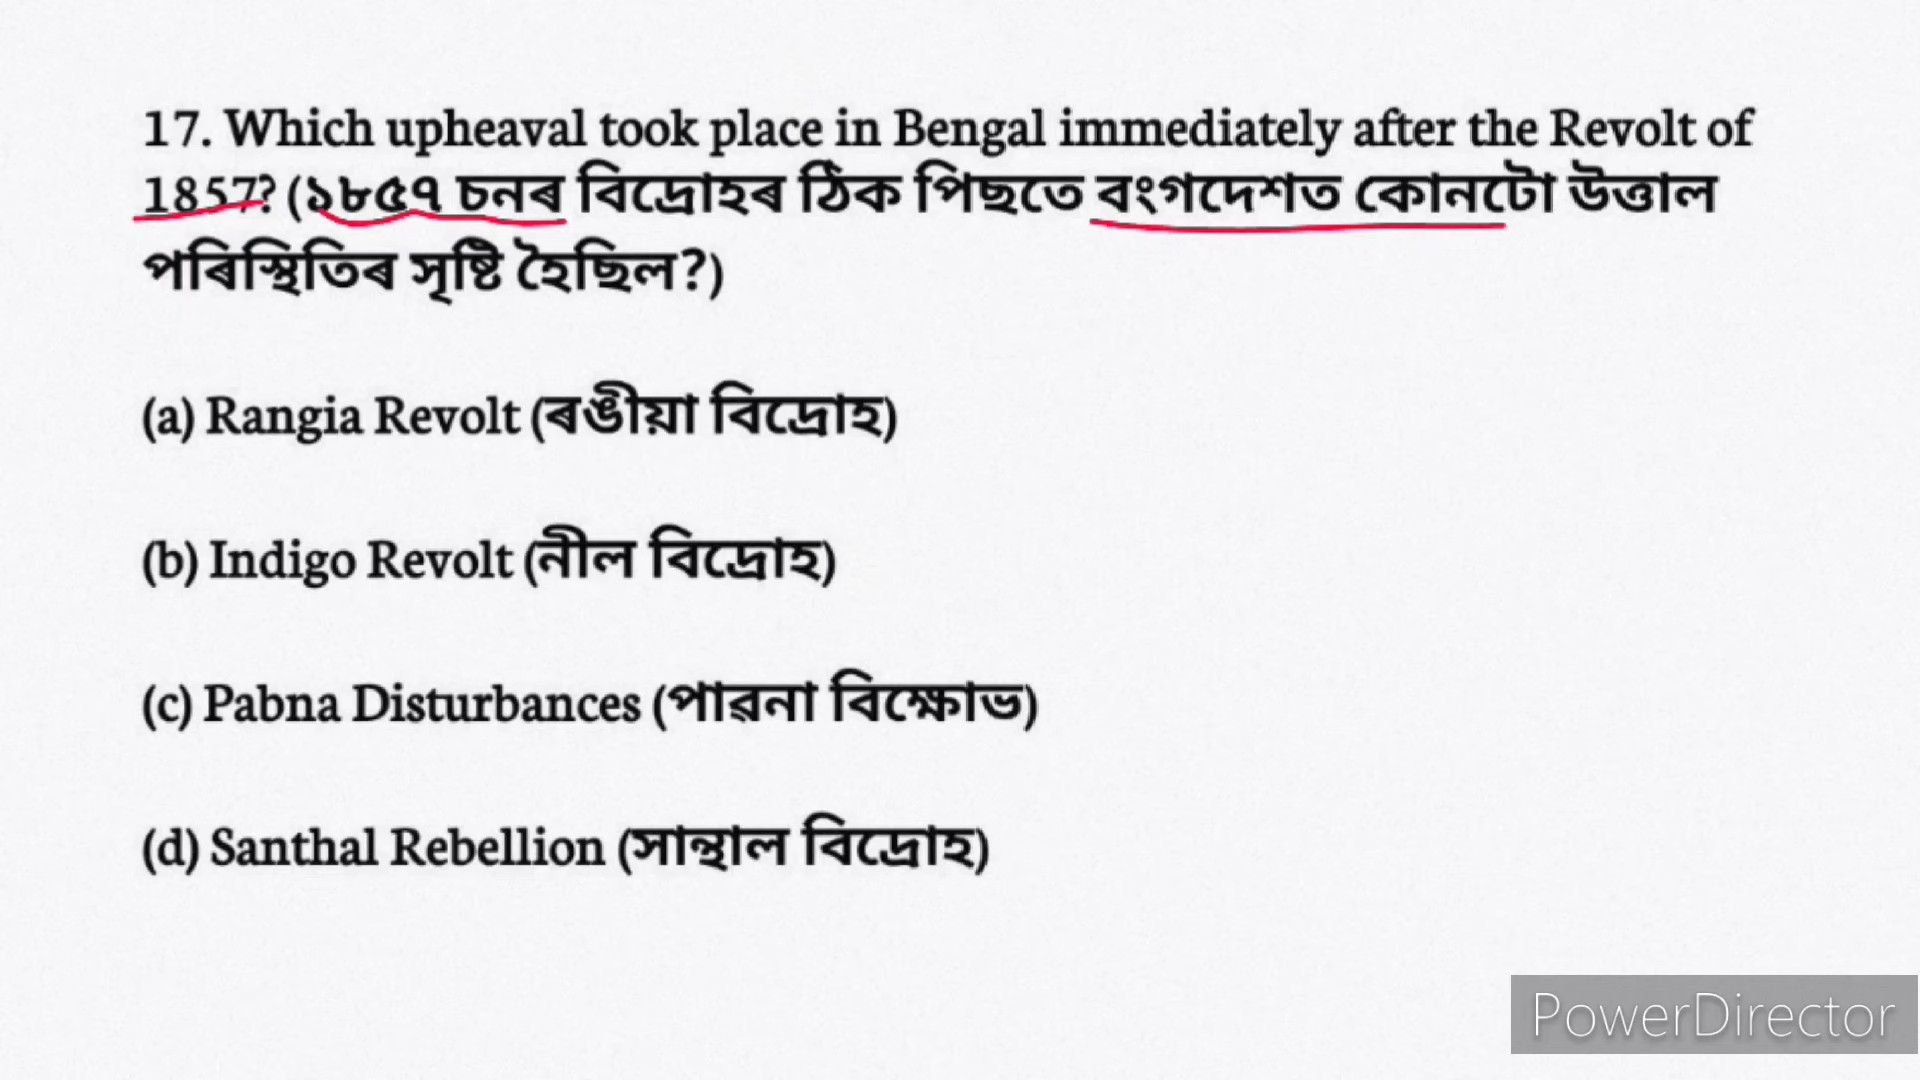 17. Which upheaval took place in Bengal immediately after the Revolt of
1857? (১৮৫৭ চনৰ বিদ্ৰোহৰ ঠিক পিছতে বংগদেশত কোনটো উত্তাল
পৰিস্থিতিৰ সৃষ্টি হৈছিল?)
(a) Rangia Revolt (ৰঙীয়া বিদ্ৰোহ)
(b) Indigo Revolt (নীল বিদ্ৰোহ)
(c) Pabna Disturbances (পাৱনা বিক্ষোভ)
(d) Santhal Rebellion (সান্থাল বিদ্ৰোহ)
PowerDirector